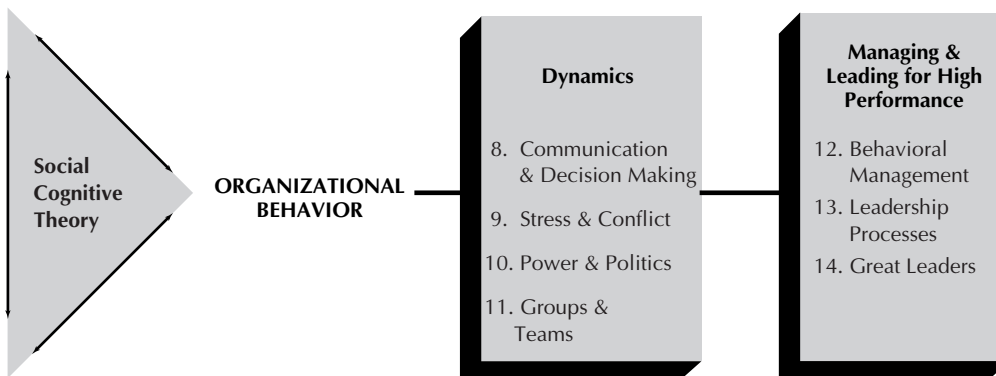 Social
Cognitive
Theory
ORGANIZATIONAL
BEHAVIOR
Dynamics
8. Communication
& Decision Making
9. Stress & Conflict
10. Power & Politics
11. Groups &
Teams
Managing &
Leading for High
Performance
12. Behavioral
Management
13. Leadership
Processes
14. Great Leaders